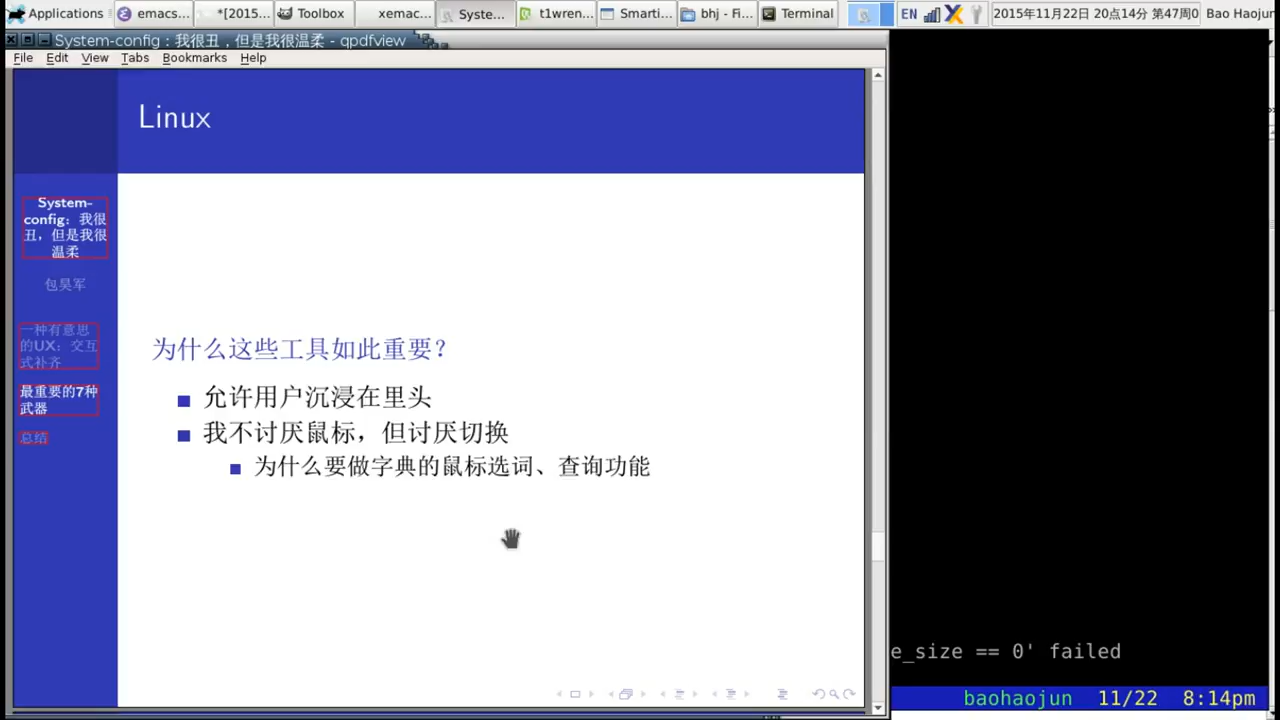 Applications
emacs...
*[2015...
Toolbox
xemac...
Syste...
t1wren...
Smarti...
bhj - Fi...
Terminal
EN
2015年11月22日 20点14分 第47周0
Bao Haojun
System-config：我很丑，但是我很温柔 - qpdfview
File Edit View Tabs Bookmarks Help
Linux
System-
config：我很
丑，但是我很
温柔
包昊军
一种有意思
的UX：交互
式补齐
最重要的7种
武器
总结
为什么这些工具如此重要？
允许用户沉浸在里头
我不讨厌鼠标，但讨厌切换
为什么要做字典的鼠标选词、查询功能
e_size == 0' failed
baohaojun 11/22 8:14pm